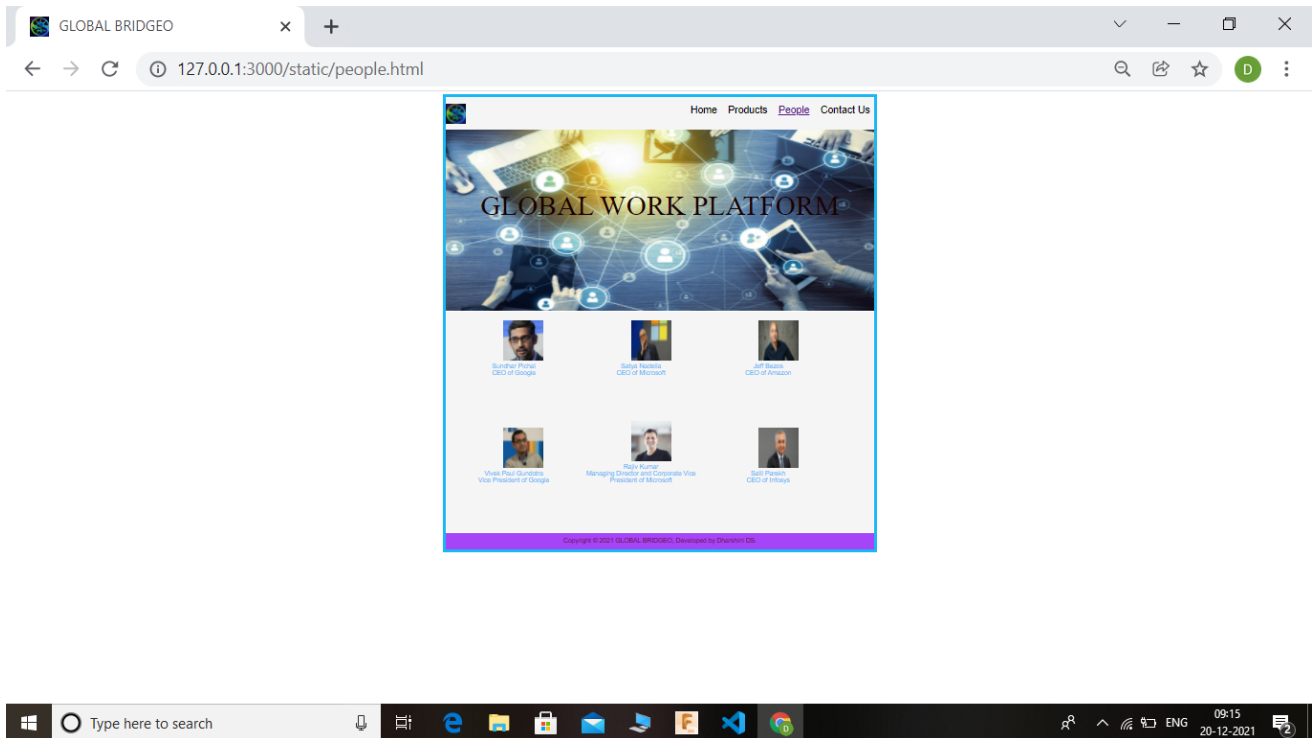 GLOBAL BRIDGEO
127.0.0.1:3000/static/people.html
D
Home Products People Contact Us
GLOBAL WORK PLATFORM
Sundhar Pichai
CEO of Google
Satya Nadella
CEO of Microsoft
Jeff Bezos
CEO of Amazon
Vivek Paul Gundotra
Vice President of Google
Rajiv Kumar
Managing Director and Corporate Vice
President of Microsoft
Salil Parekh
CEO of Infosys
Copyright © 2021 GLOBAL BRIDGEO, Developed by Dharshini DS.
Type here to search
ENG
09:15
20-12-2021
2